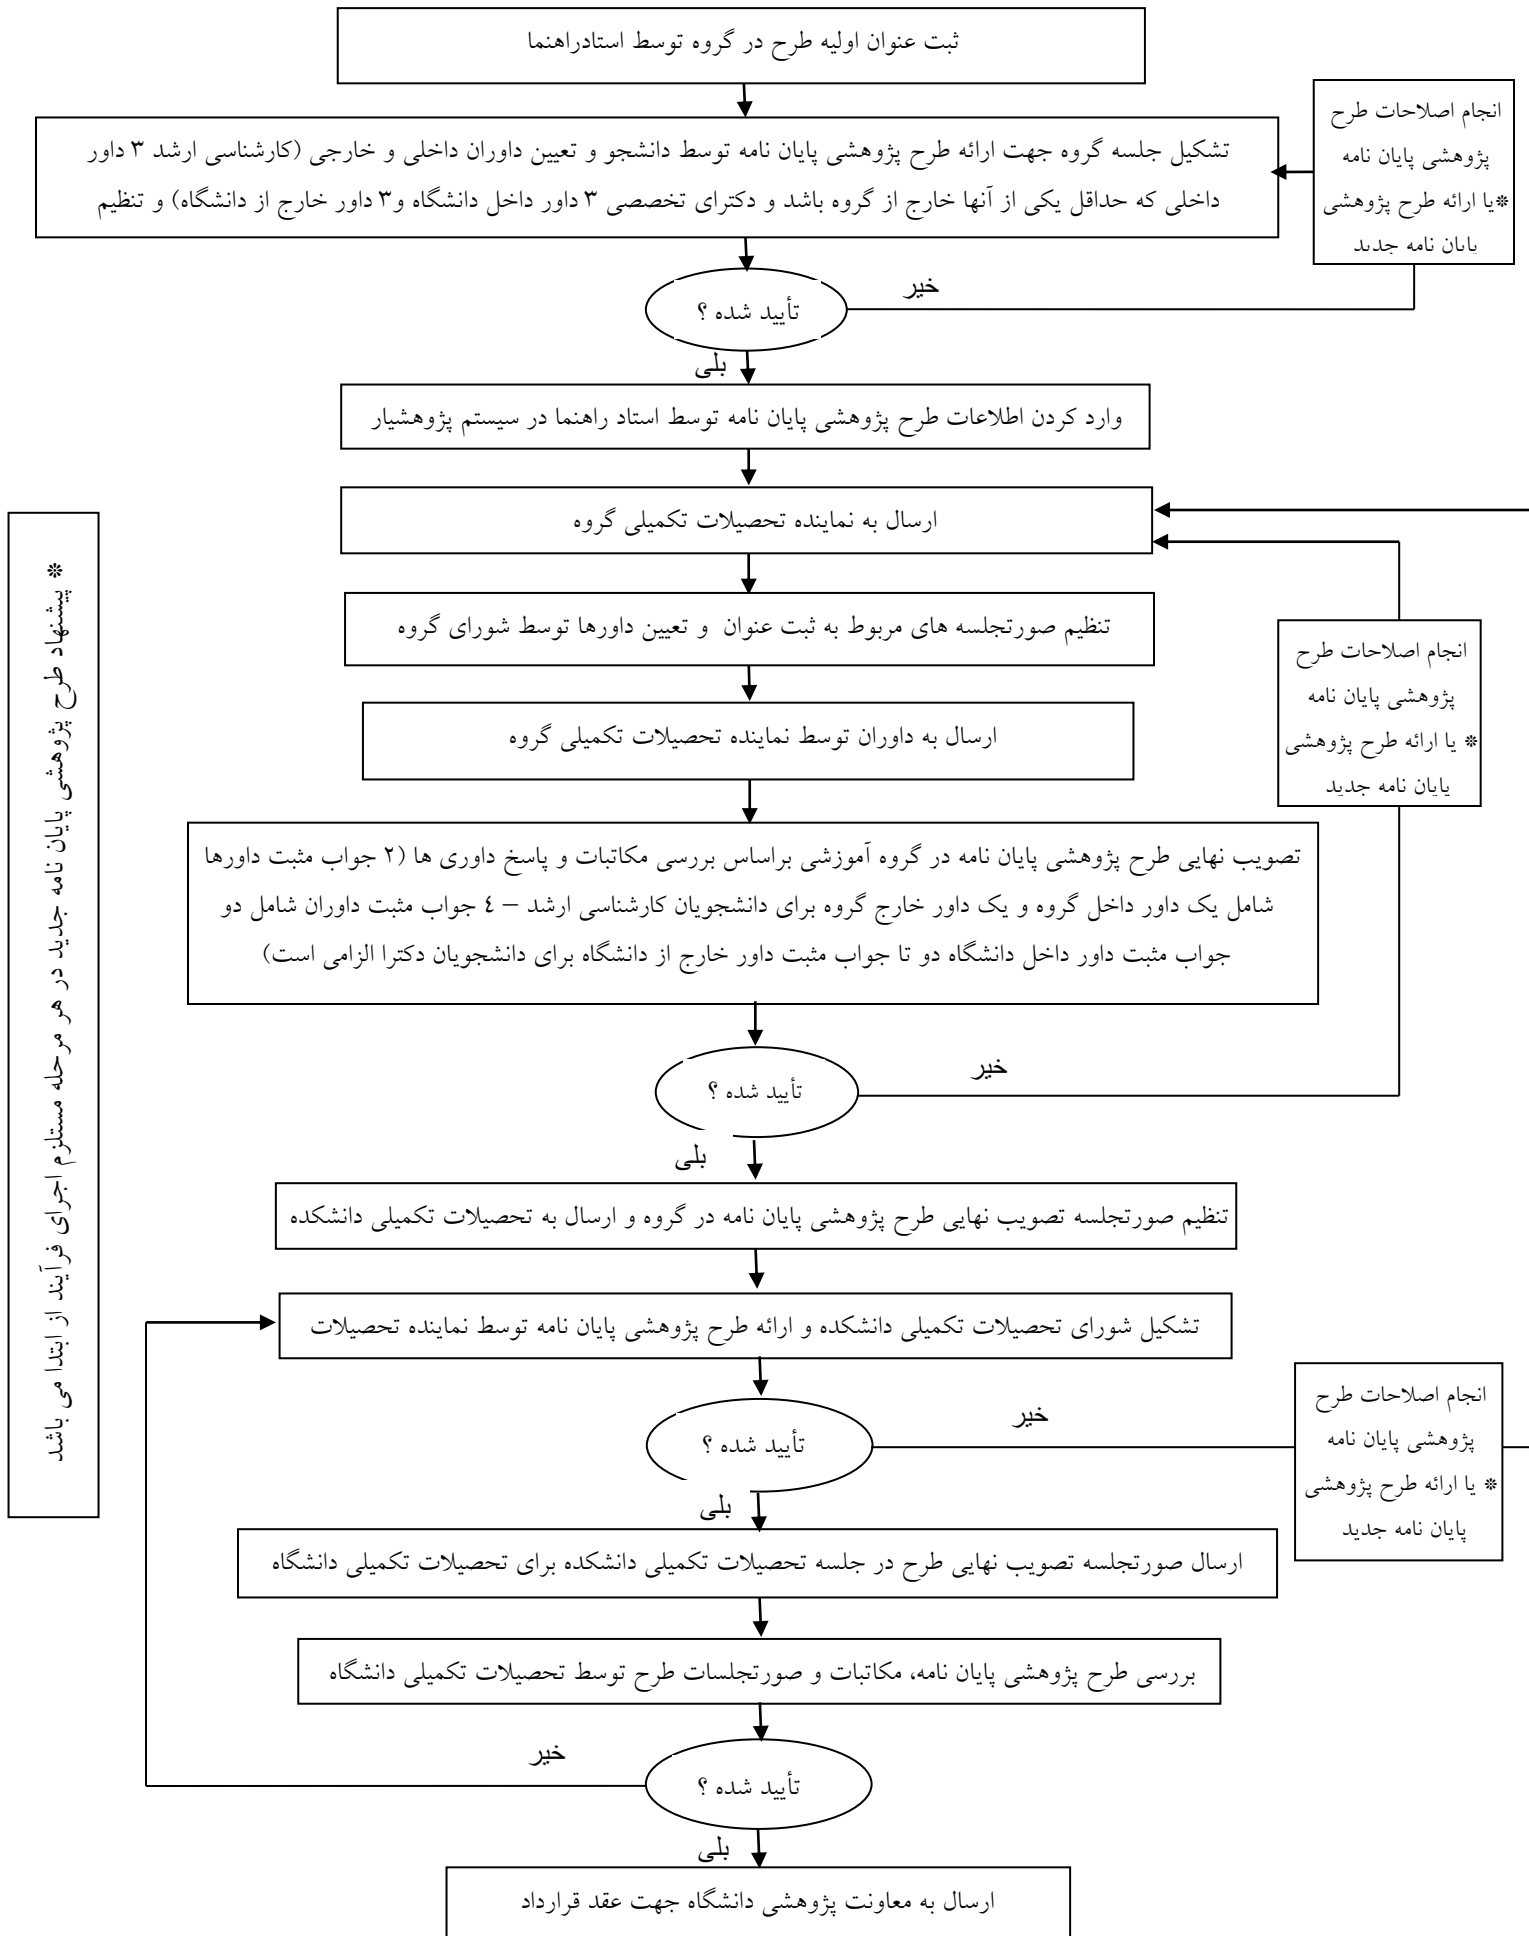 ثبت عنوان اولیه طرح در گروه توسط استادراهنما
انجام اصلاحات طرح
پژوهشی پایان نامه
*یا ارائه طرح پژوهشی
پایان نامه جدید
تشکیل جلسه گروه جهت ارائه طرح پژوهشی پایان نامه توسط دانشجو و تعیین داوران داخلی و خارجی (کارشناسی ارشد ۳ داور
داخلی که حداقل یکی از آنها خارج از گروه باشد و دکترای تخصصی ۳ داور داخل دانشگاه و۳ داور خارج از دانشگاه) و تنظیم
خیر
تأیید شده ؟
بلی
وارد کردن اطلاعات طرح پژوهشی پایان نامه توسط استاد راهنما در سیستم پژوهشیار
ارسال به نماینده تحصیلات تکمیلی گروه
تنظیم صورتجلسه های مربوط به ثبت عنوان و تعیین داورها توسط شورای گروه
انجام اصلاحات طرح
پژوهشی پایان نامه
* یا ارائه طرح پژوهشی
پایان نامه جدید
ارسال به داوران توسط نماینده تحصیلات تکمیلی گروه
تصویب نهایی طرح پژوهشی پایان نامه در گروه آموزشی براساس بررسی مکاتبات و پاسخ داوری ها (۲ جواب مثبت داورها
شامل یک داور داخل گروه و یک داور خارج گروه برای دانشجویان کارشناسی ارشد – ٤ جواب مثبت داوران شامل دو
جواب مثبت داور داخل دانشگاه دو تا جواب مثبت داور خارج از دانشگاه برای دانشجویان دکترا الزامی است)
خیر
تأیید شده ؟
بلی
تنظیم صورتجلسه تصویب نهایی طرح پژوهشی پایان نامه در گروه و ارسال به تحصیلات تکمیلی دانشکده
تشکیل شورای تحصیلات تکمیلی دانشکده و ارائه طرح پژوهشی پایان نامه توسط نماینده تحصیلات
انجام اصلاحات طرح
پژوهشی پایان نامه
* یا ارائه طرح پژوهشی
پایان نامه جدید
خیر
تأیید شده ؟
بلی
ارسال صورتجلسه تصویب نهایی طرح در جلسه تحصیلات تکمیلی دانشکده برای تحصیلات تکمیلی دانشگاه
بررسی طرح پژوهشی پایان نامه، مکاتبات و صورتجلسات طرح توسط تحصیلات تکمیلی دانشگاه
خیر
تأیید شده ؟
بلی
ارسال به معاونت پژوهشی دانشگاه جهت عقد قرارداد
* پیشنهاد طرح پژوهشی پایان نامه جدید در هر مرحله مستلزم اجرای فرآیند از ابتدا می باشد